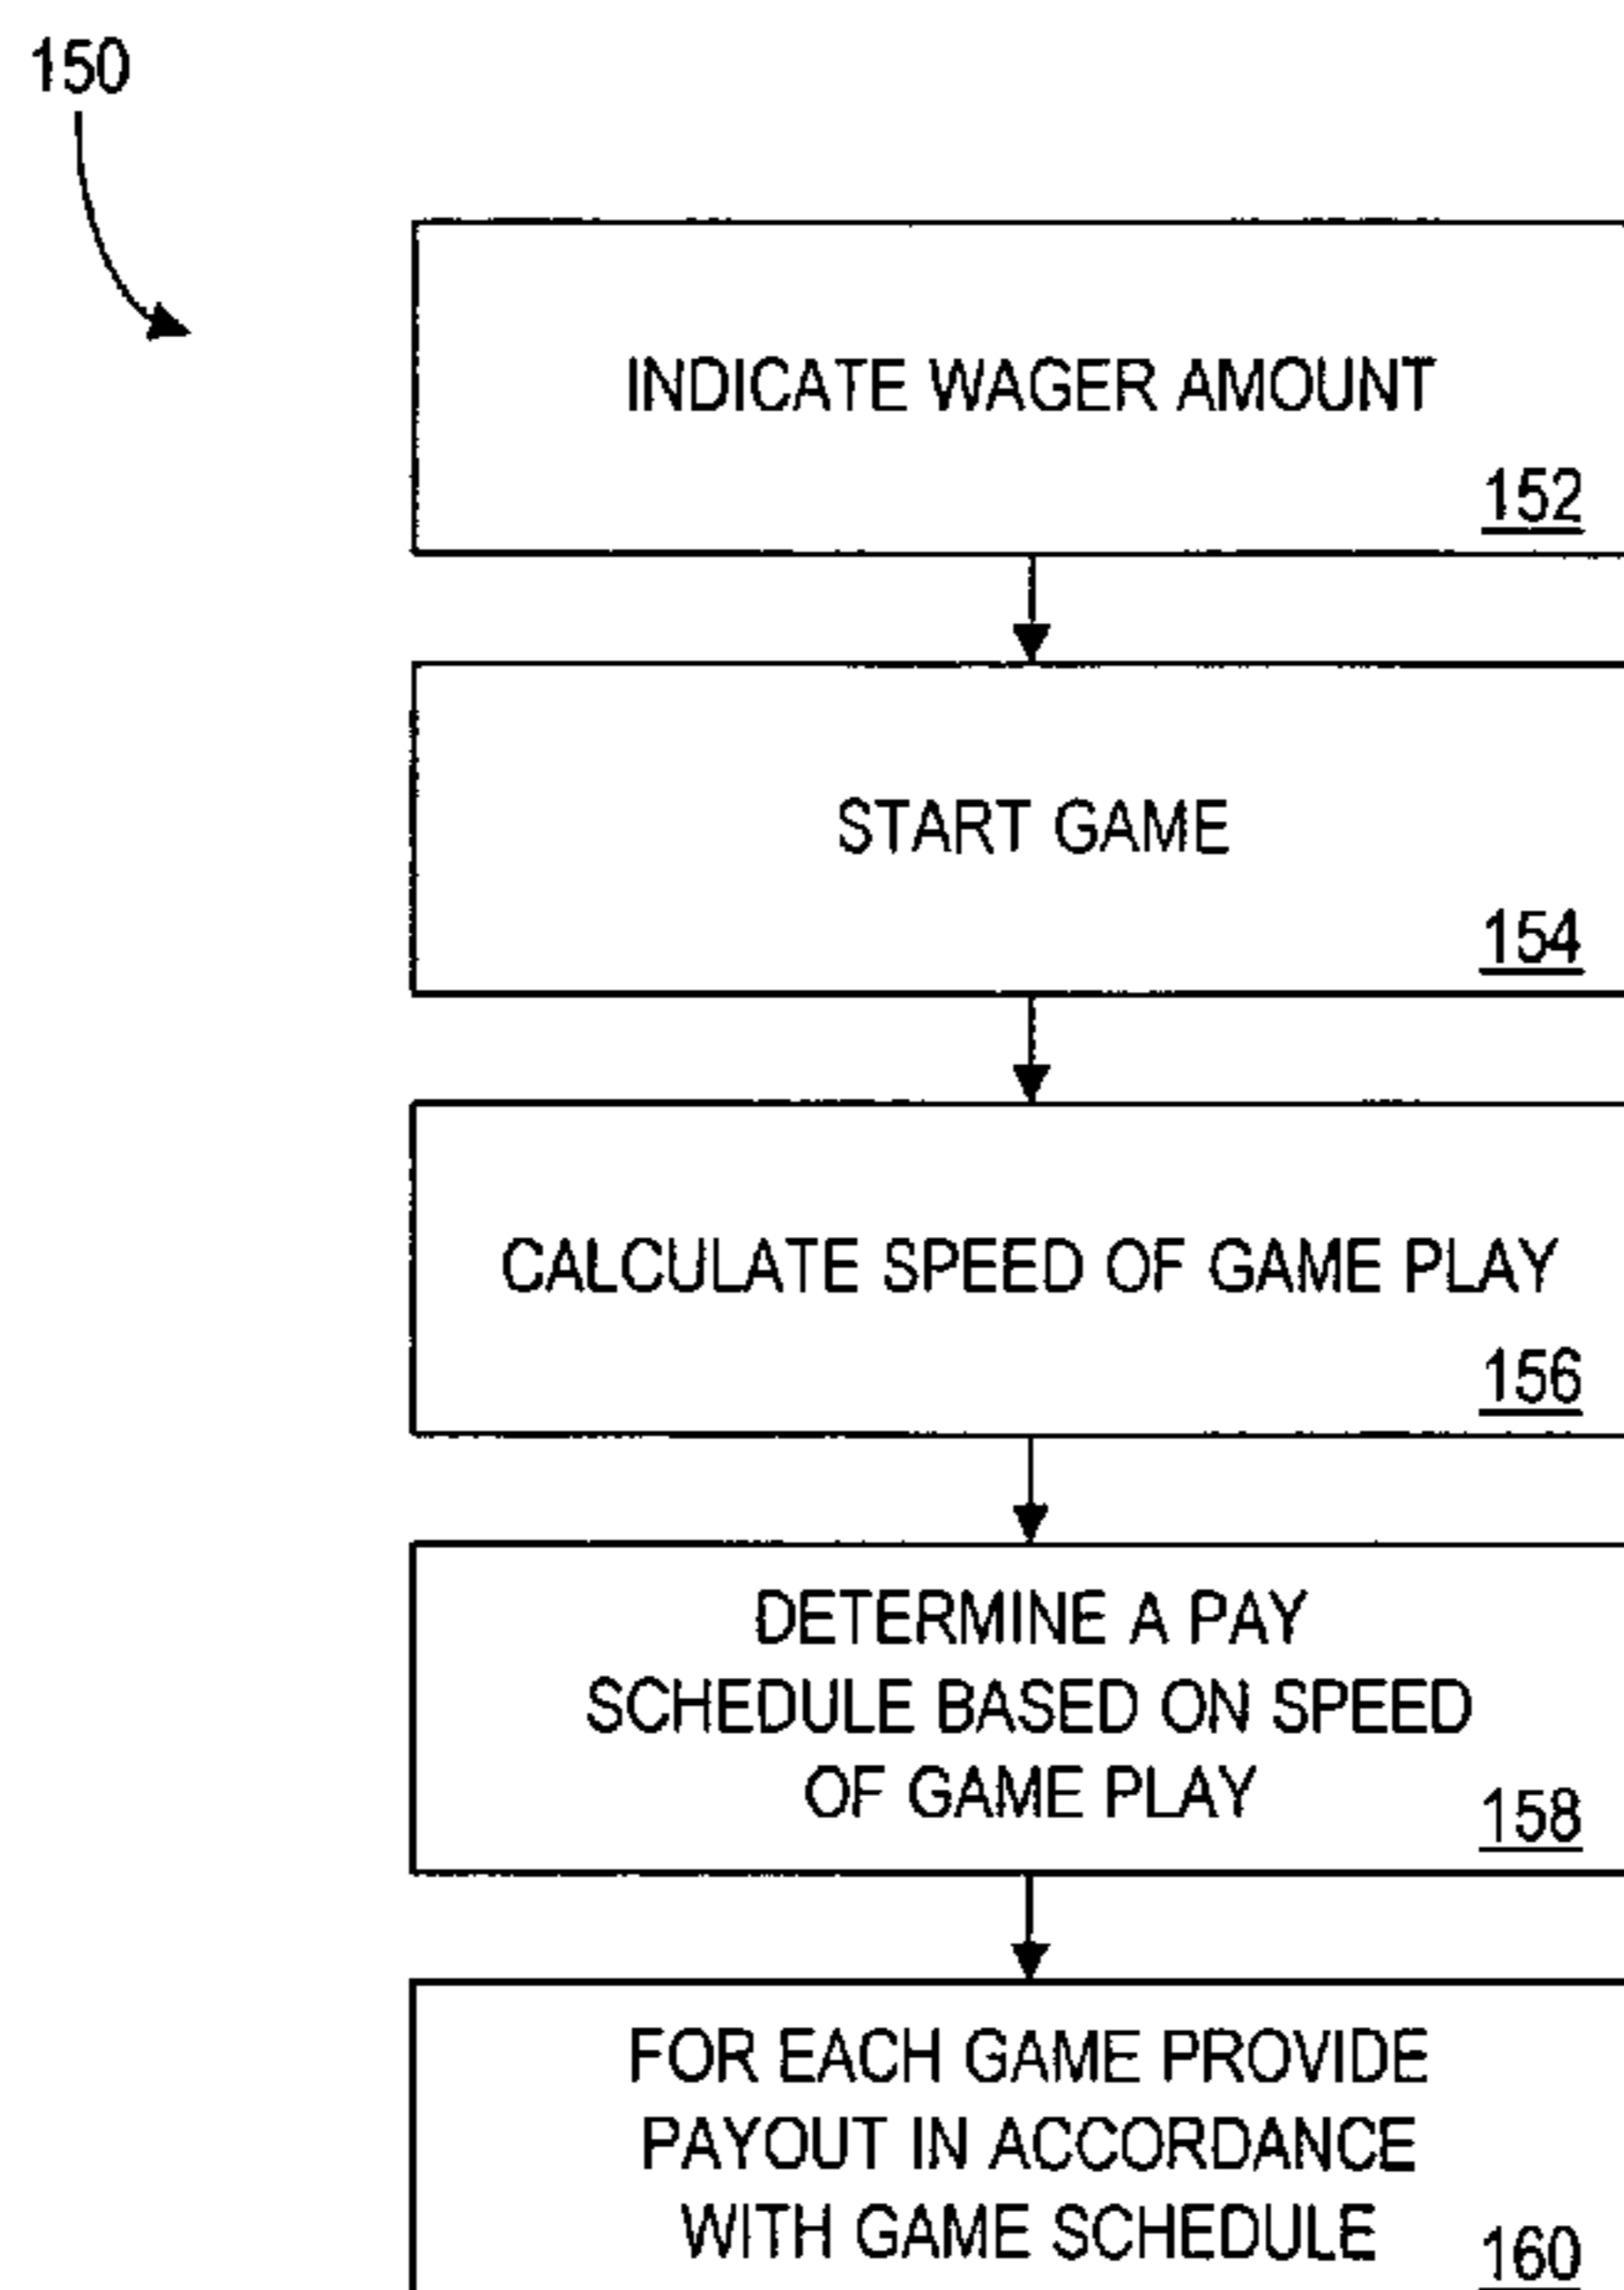 150
INDICATE WAGER AMOUNT
152
START GAME
154
CALCULATE SPEED OF GAME PLAY
156
DETERMINE A PAY
SCHEDULE BASED ON SPEED
OF GAME PLAY
158
FOR EACH GAME PROVIDE
PAYOUT IN ACCORDANCE
WITH GAME SCHEDULE
160